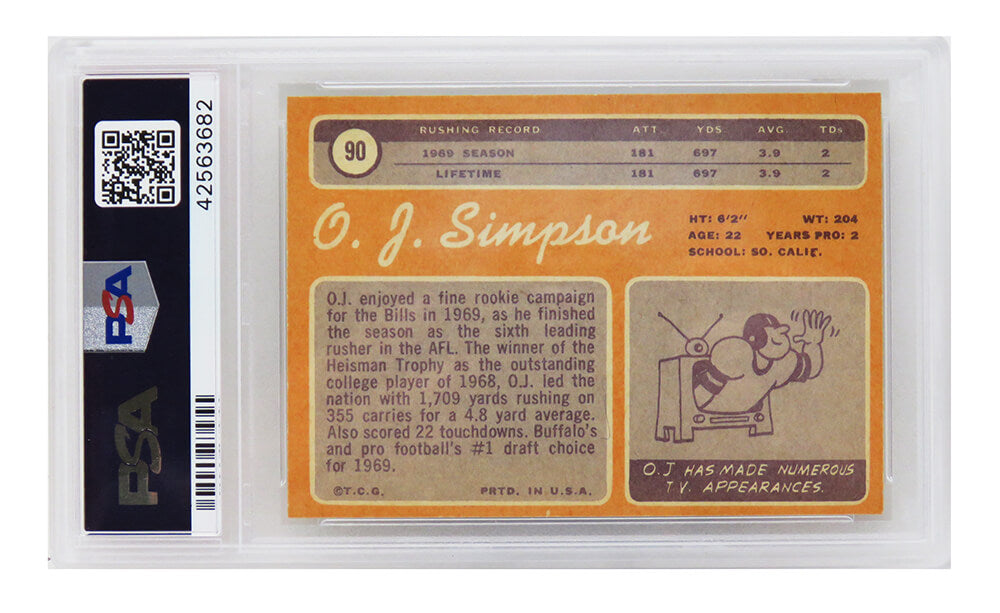 42563682
PSA
PSA
90
RUSHING RECORD ATT. YDS. AVG. TDs
1969 SEASON 181 697 3.9 2
LIFETIME 181 697 3.9 2
O. J. Simpson
HT: 6'2" WT: 204
AGE: 22 YEARS PRO: 2
SCHOOL: SO. CALIF.
O.J. enjoyed a fine rookie campaign
for the Bills in 1969, as he finished
the season as the sixth leading
rusher in the AFL. The winner of the
Heisman Trophy as the outstanding
college player of 1968, O.J. led the
nation with 1,709 yards rushing on
355 carries for a 4.8 yard average.
Also scored 22 touchdowns. Buffalo's
and pro football's #1 draft choice
for 1969.
©T.C.G. PRTD. IN U.S.A.
O.J HAS MADE NUMEROUS
T V. APPEARANCES.